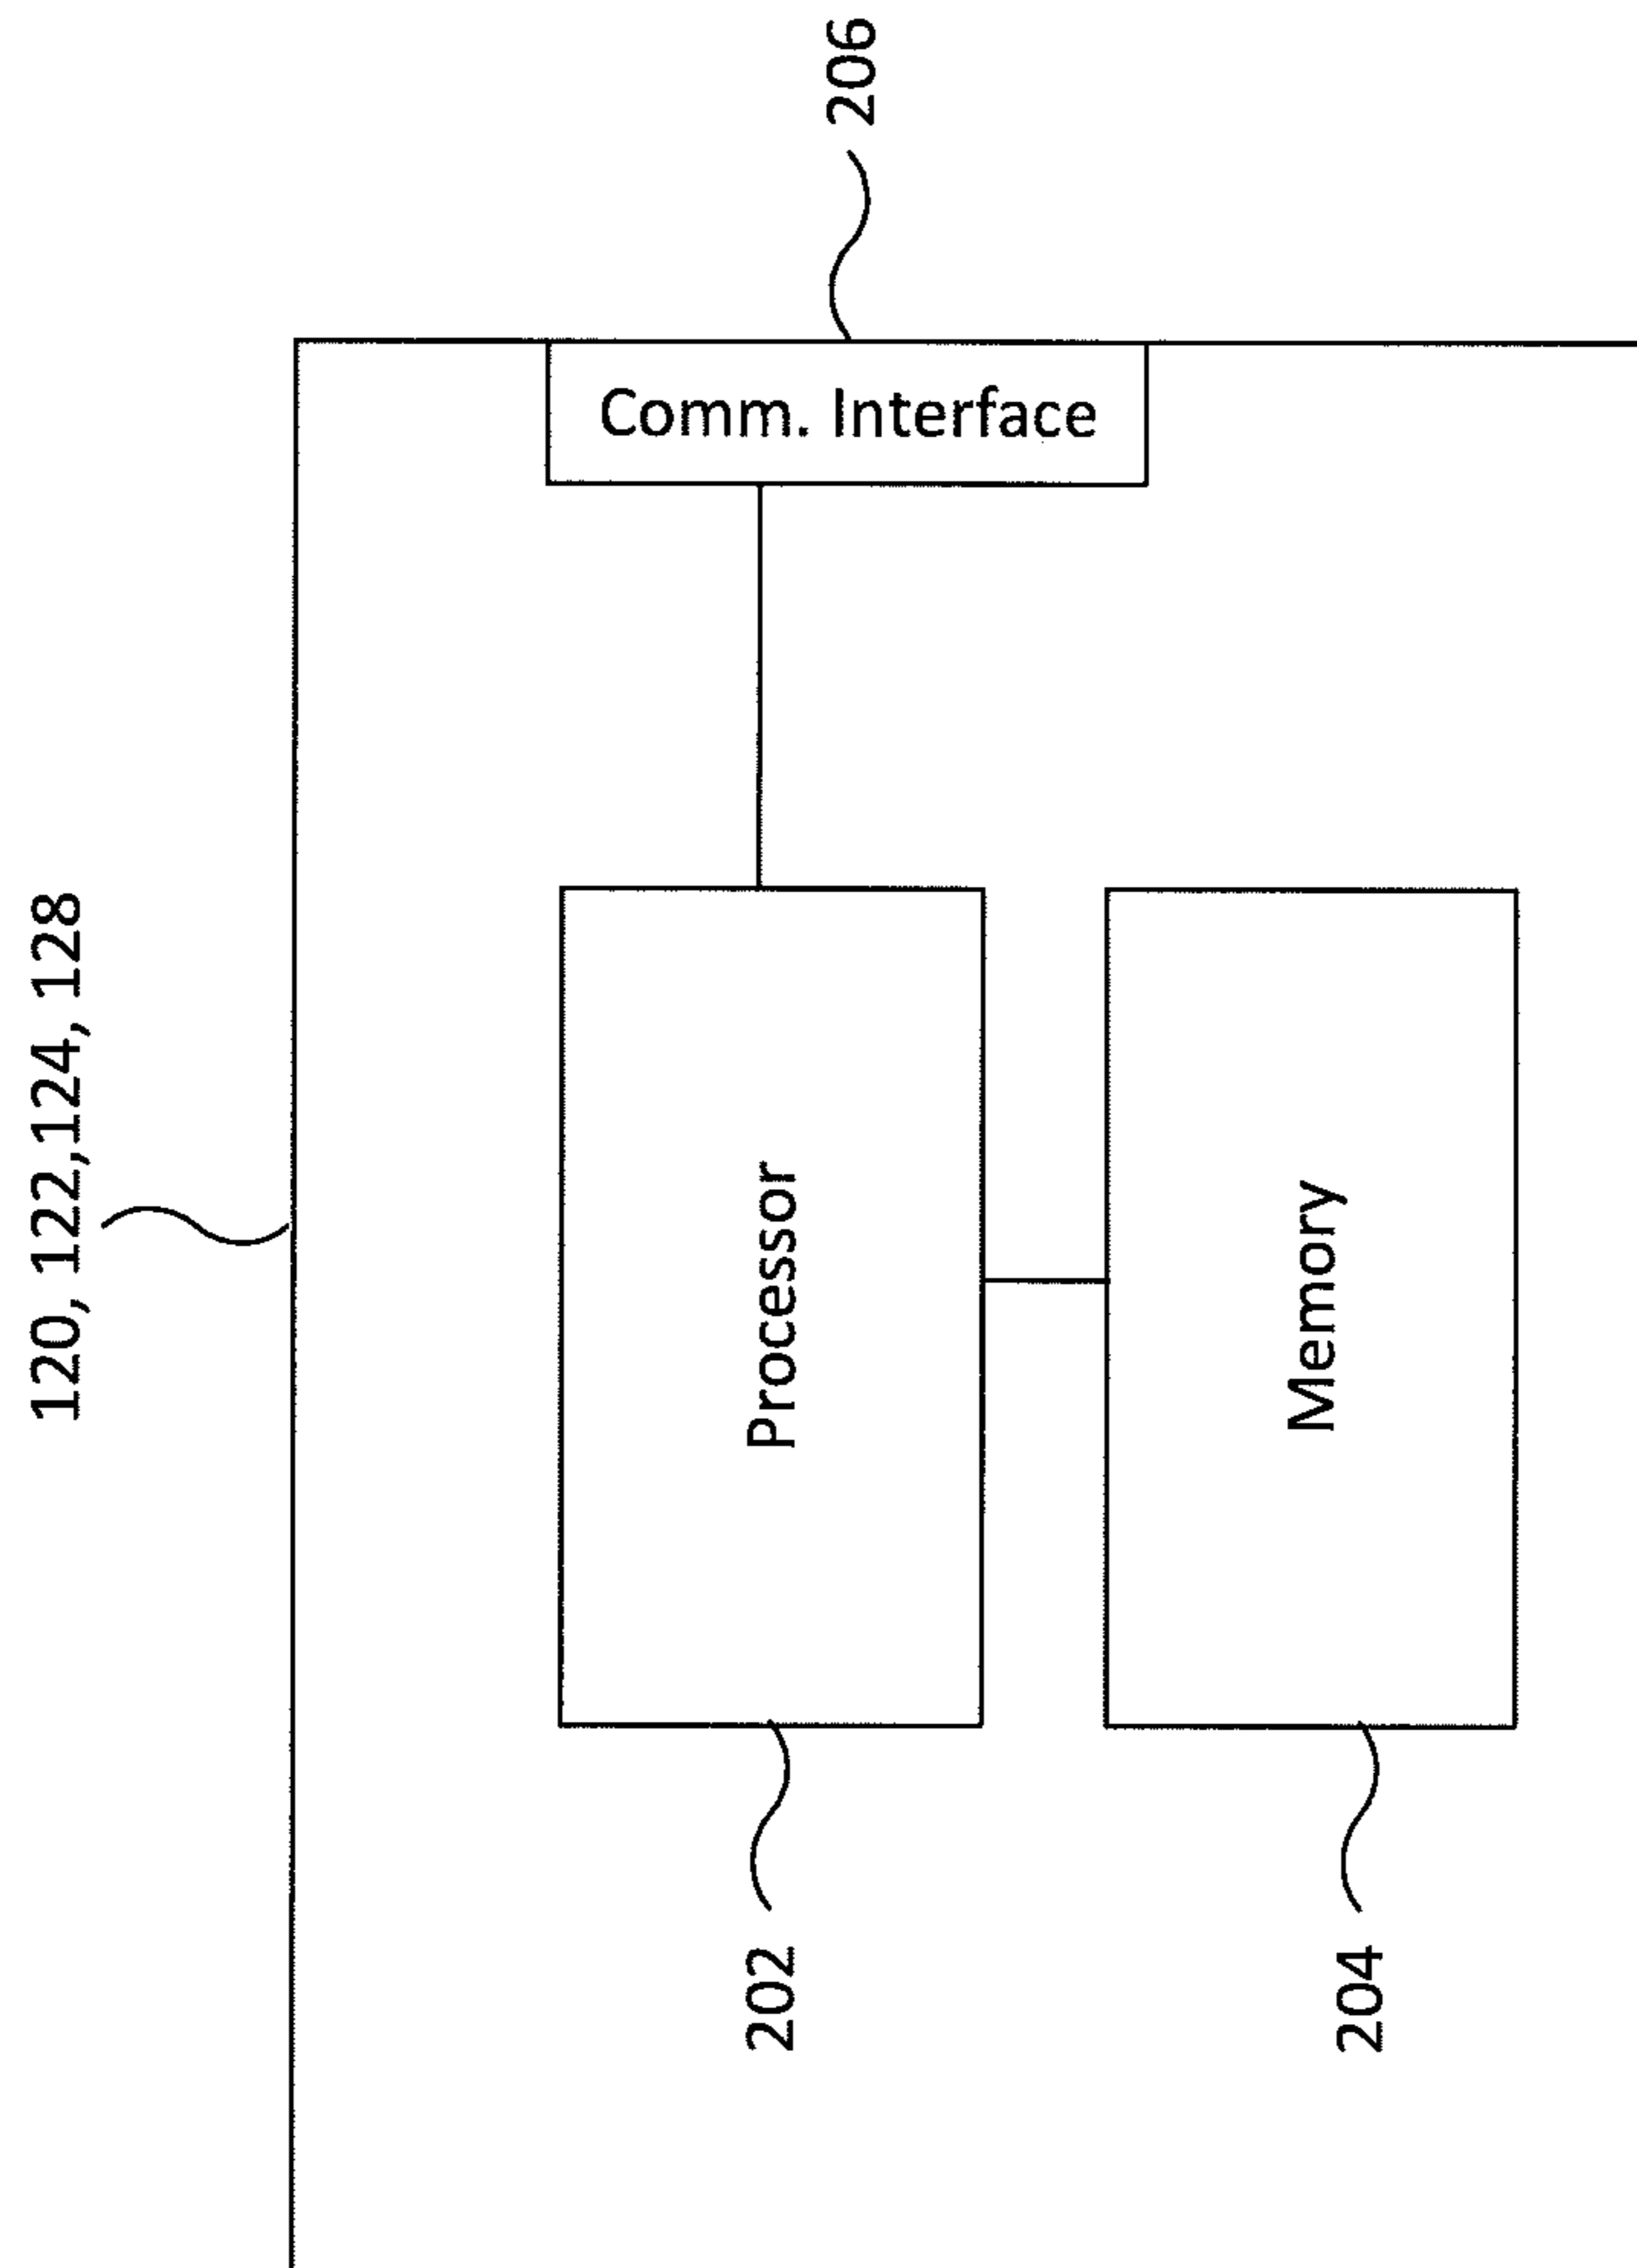 120, 122,124, 128
Comm. Interface
206
Processor
202
Memory
204